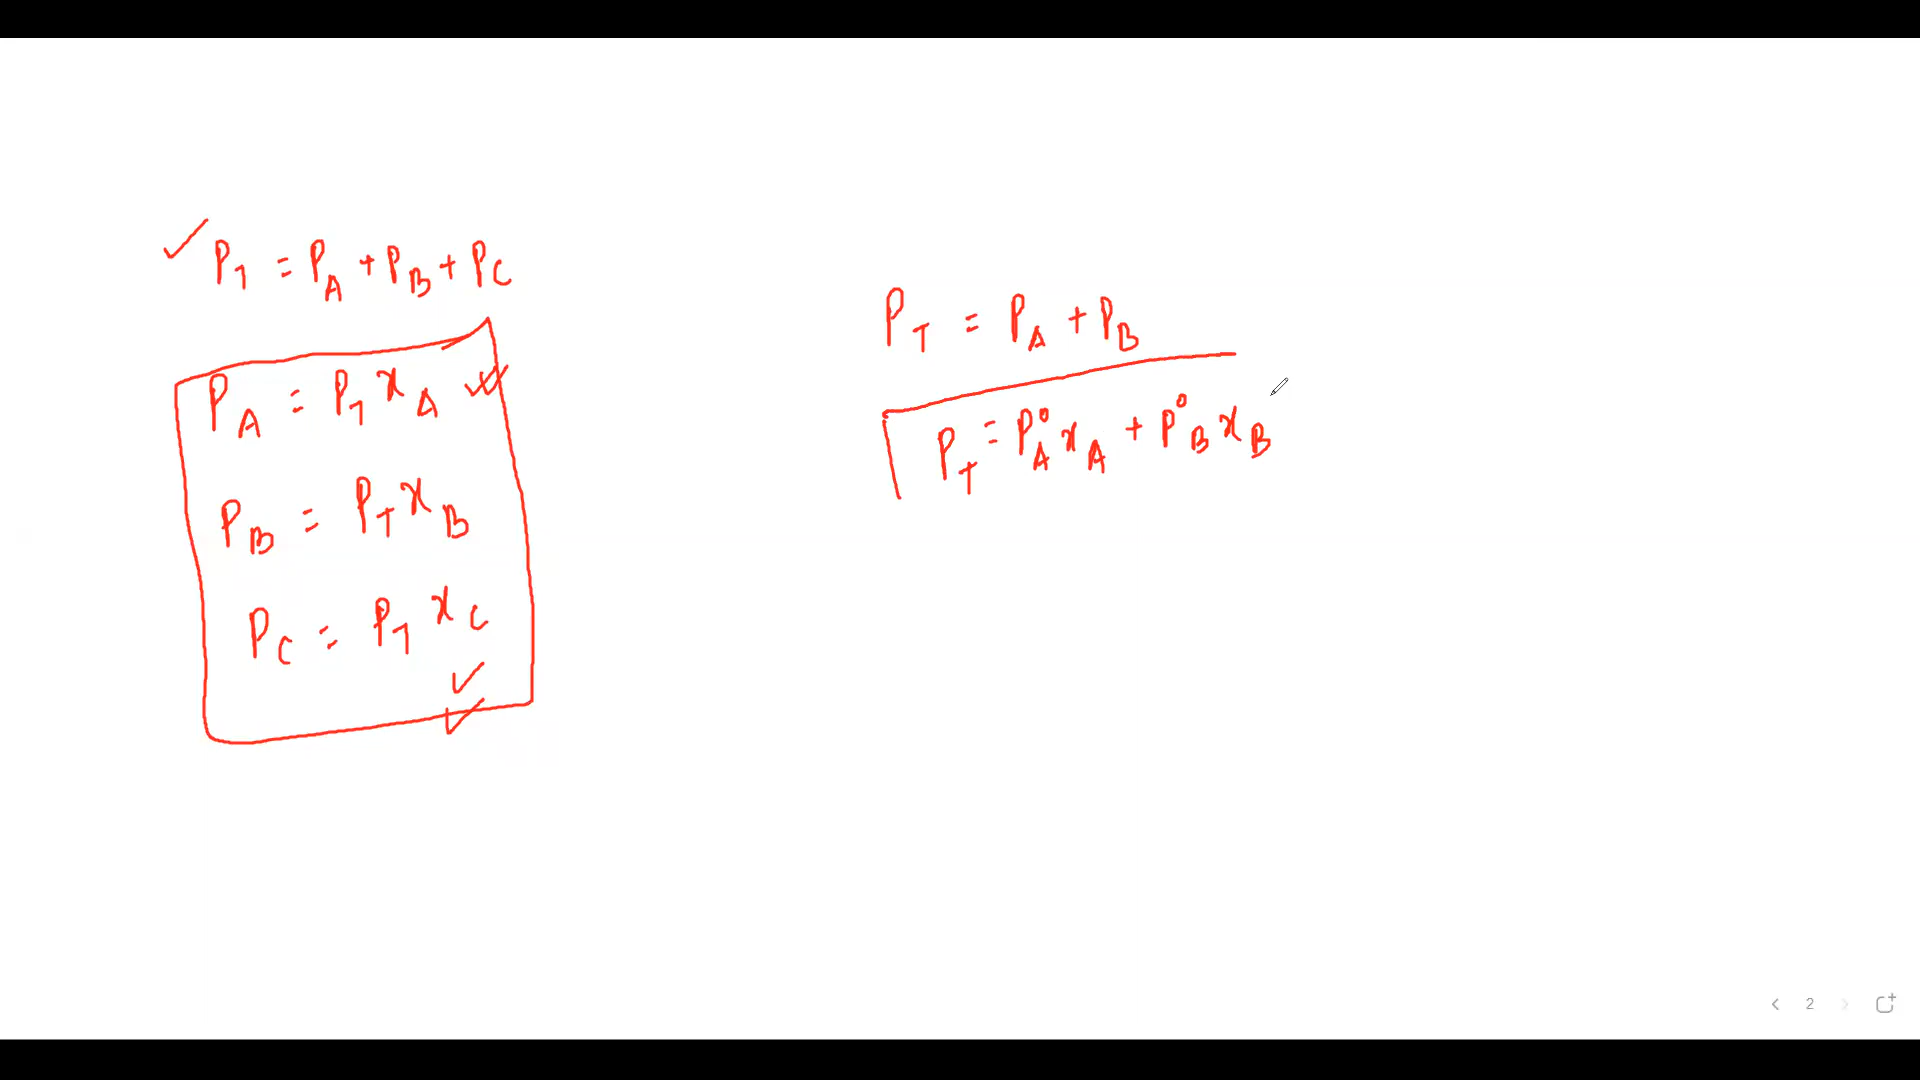 P_T = P_A + P_B + P_C
P_A = P_T x_A
P_B = P_T x_B
P_C = P_T x_C
P_T = P_A + P_B
P_T = P°_A x_A + P°_B x_B
2